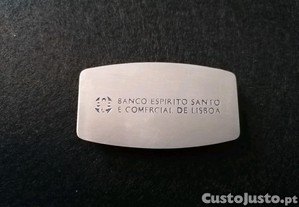 BANCO ESPIRITO SANTO
E COMERCIAL DE LISBOA
CustoJusto.pt